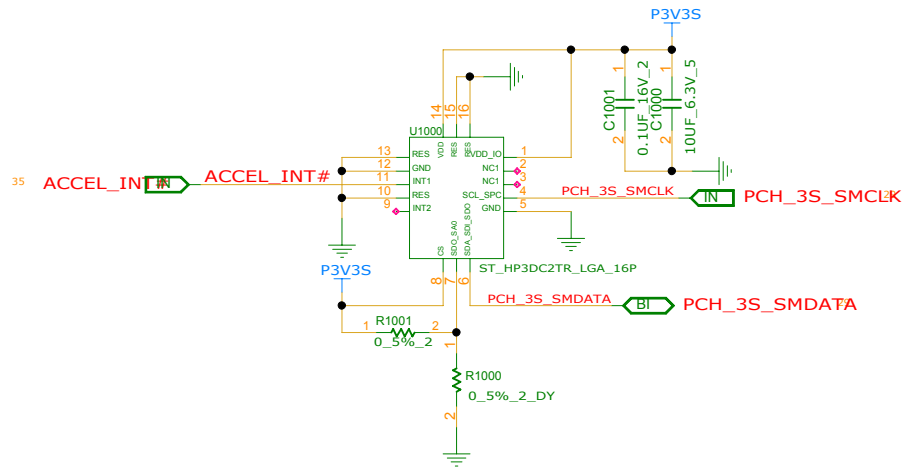 P3V3S
1
1
C1001
0.1UF_16V_2
C1000
10UF_6.3V_5
2
2
14
15
16
U1000
VDD
RES
RES
13
RES
VDD_IO
1
12
GND
NC1
2
35
ACCEL_INT#
IN
ACCEL_INT#
11
INT1
NC1
3
10
RES
SCL_SPC
4
PCH_3S_SMCLK
IN
PCH_3S_SMCLK
9
INT2
GND
5
CS
SDO_SA0
SDA_SDI_SDO
ST_HP3DC2TR_LGA_16P
P3V3S
8
7
6
PCH_3S_SMDATA
BI
PCH_3S_SMDATA
R1001
1
2
0_5%_2
1
R1000
0_5%_2_DY
2